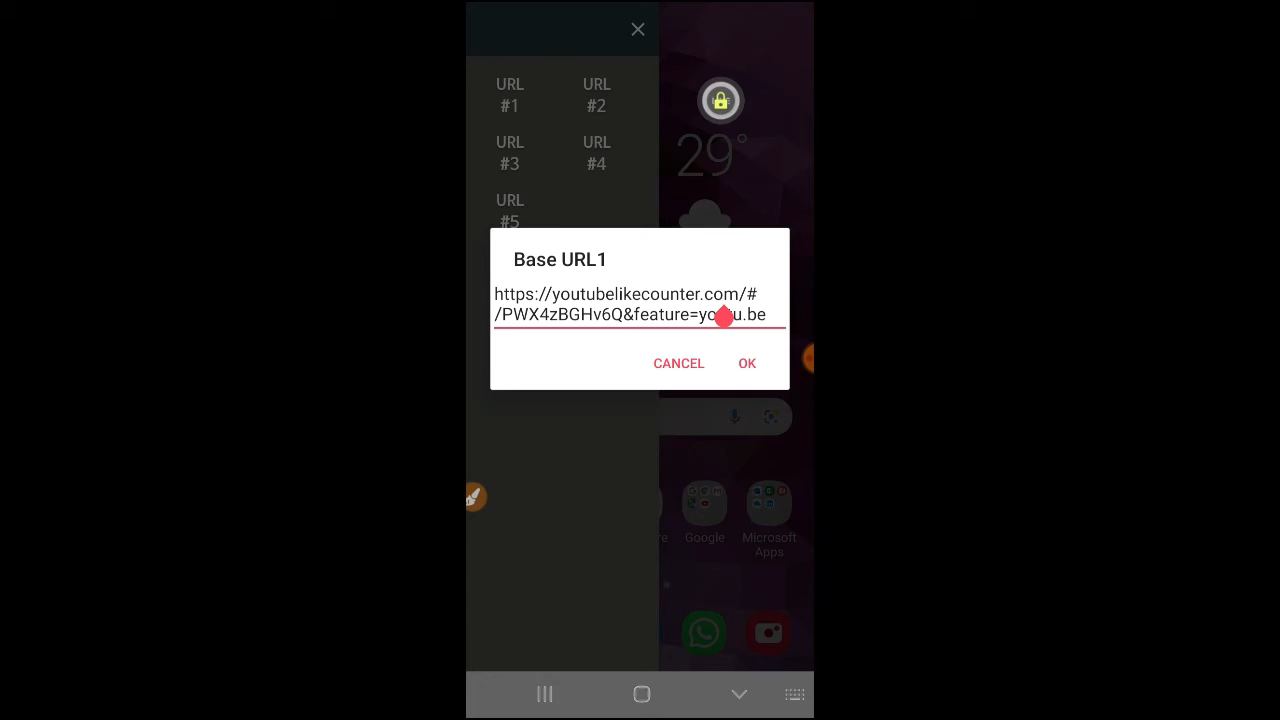 URL
#1
URL
#2
URL
#3
URL
#4
URL
#5
29°
Base URL1
https://youtubelikecounter.com/#
/PWX4zBGHv6Q&feature=youtu.be
CANCEL
OK
re
Google
Microsoft
Apps